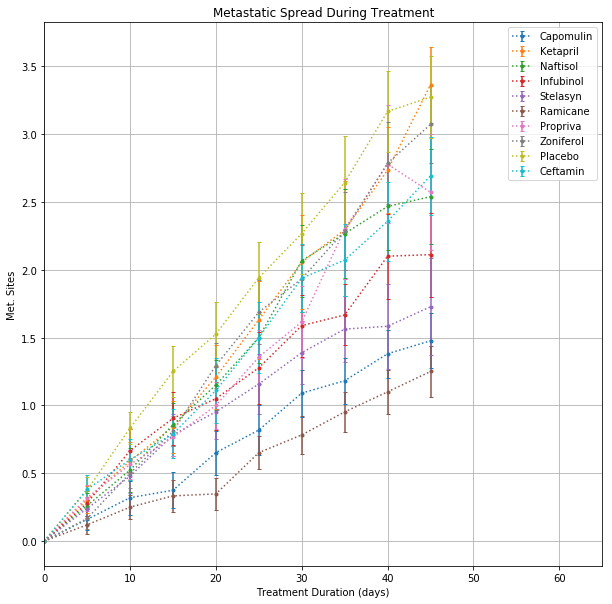 Metastatic Spread During Treatment
Capomulin
Ketapril
Naftisol
Infubinol
Stelasyn
Ramicane
Propriva
Zoniferol
Placebo
Ceftamin
Met. Sites
3.5
3.0
2.5
2.0
1.5
1.0
0.5
0.0
0 10 20 30 40 50 60
Treatment Duration (days)